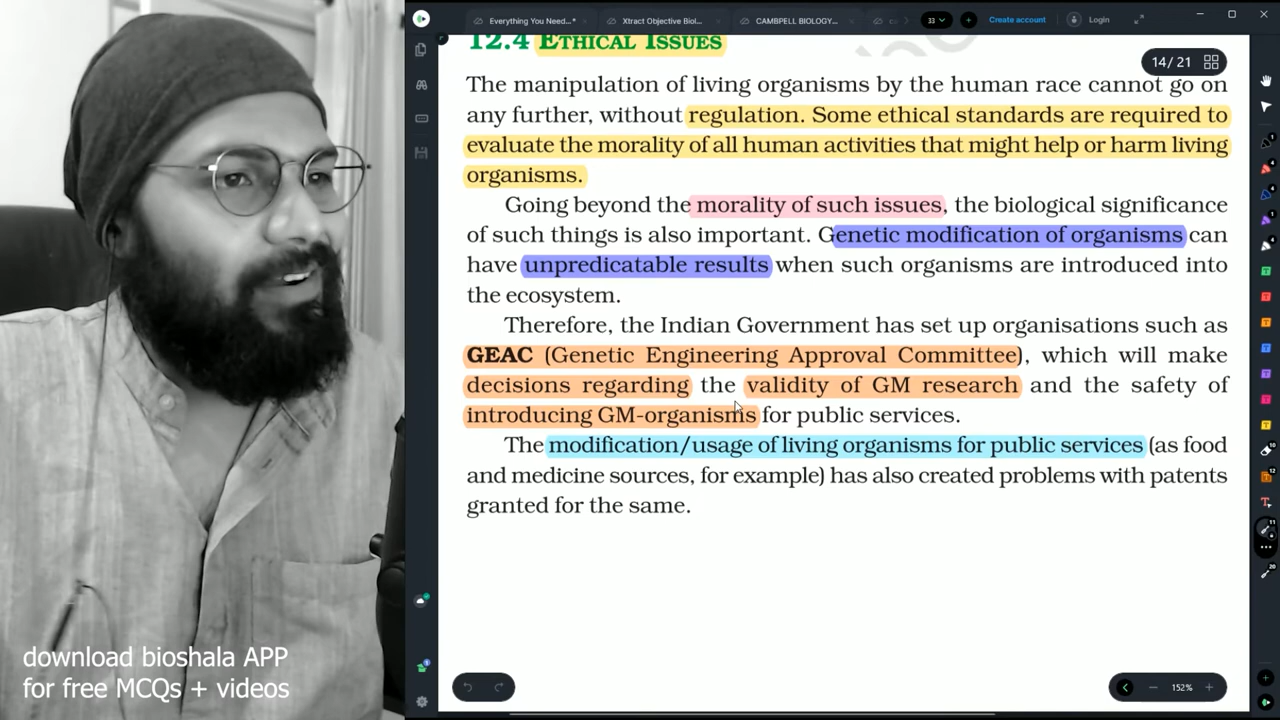 Everything You Need...*
Xtract Objective Biol...
CAMBPELL BIOLOGY...
33
Create account
Login
12.4 ETHICAL ISSUES
14/21
The manipulation of living organisms by the human race cannot go on
any further, without regulation. Some ethical standards are required to
evaluate the morality of all human activities that might help or harm living
organisms.
Going beyond the morality of such issues, the biological significance
of such things is also important. Genetic modification of organisms can
have unpredicatable results when such organisms are introduced into
the ecosystem.
Therefore, the Indian Government has set up organisations such as
GEAC (Genetic Engineering Approval Committee), which will make
decisions regarding the validity of GM research and the safety of
introducing GM-organisms for public services.
The modification/usage of living organisms for public services (as food
and medicine sources, for example) has also created problems with patents
granted for the same.
152%
download bioshala APP
for free MCQs + videos